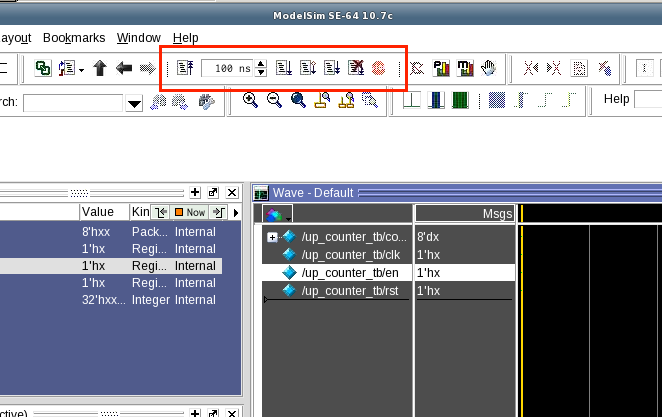 ModelSim SE-64 10.7c
ayout Bookmarks Window Help
100 ns
rch:
Help
Value Kin Now
8'hxx Pack... Internal
1'hx Regi... Internal
1'hx Regi... Internal
1'hx Regi... Internal
32'hxx... Integer Internal
Wave - Default
Msgs
/up_counter_tb/co... 8'dx
/up_counter_tb/clk 1'hx
/up_counter_tb/en 1'hx
/up_counter_tb/rst 1'hx
ective)